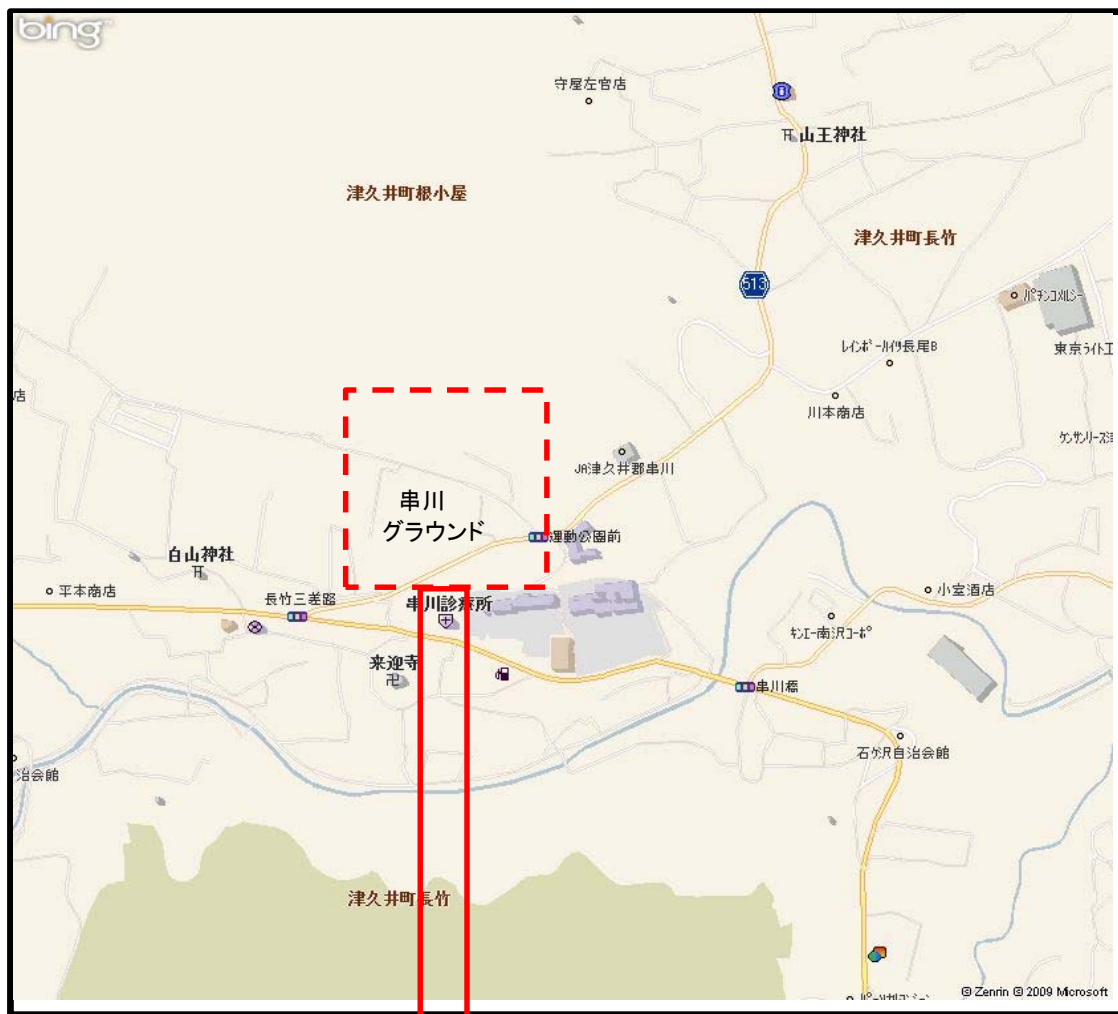 bing
守屋左官店
山王神社
津久井町根小屋
津久井町長竹
513
パチンコメルシー
レインボーハイツ長尾B
東京ライト工
川本商店
店
JA津久井郡串川
串川
グラウンド
運動公園前
白山神社
平本商店
長竹三差路
串川診療所
小室酒店
キンエー南沢コーポ
来迎寺
串川橋
石ケ沢自治会館
治会館
津久井町長竹
© Zenrin © 2009 Microsoft